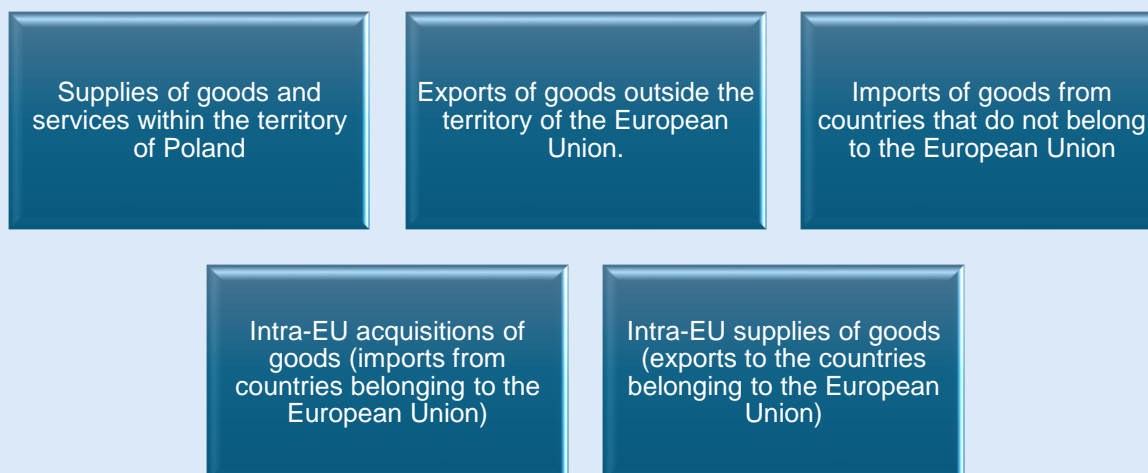 Supplies of goods and
services within the territory
of Poland
Exports of goods outside the
territory of the European
Union.
Imports of goods from
countries that do not belong
to the European Union
Intra-EU acquisitions of
goods (imports from
countries belonging to the
European Union)
Intra-EU supplies of goods
(exports to the countries
belonging to the European
Union)